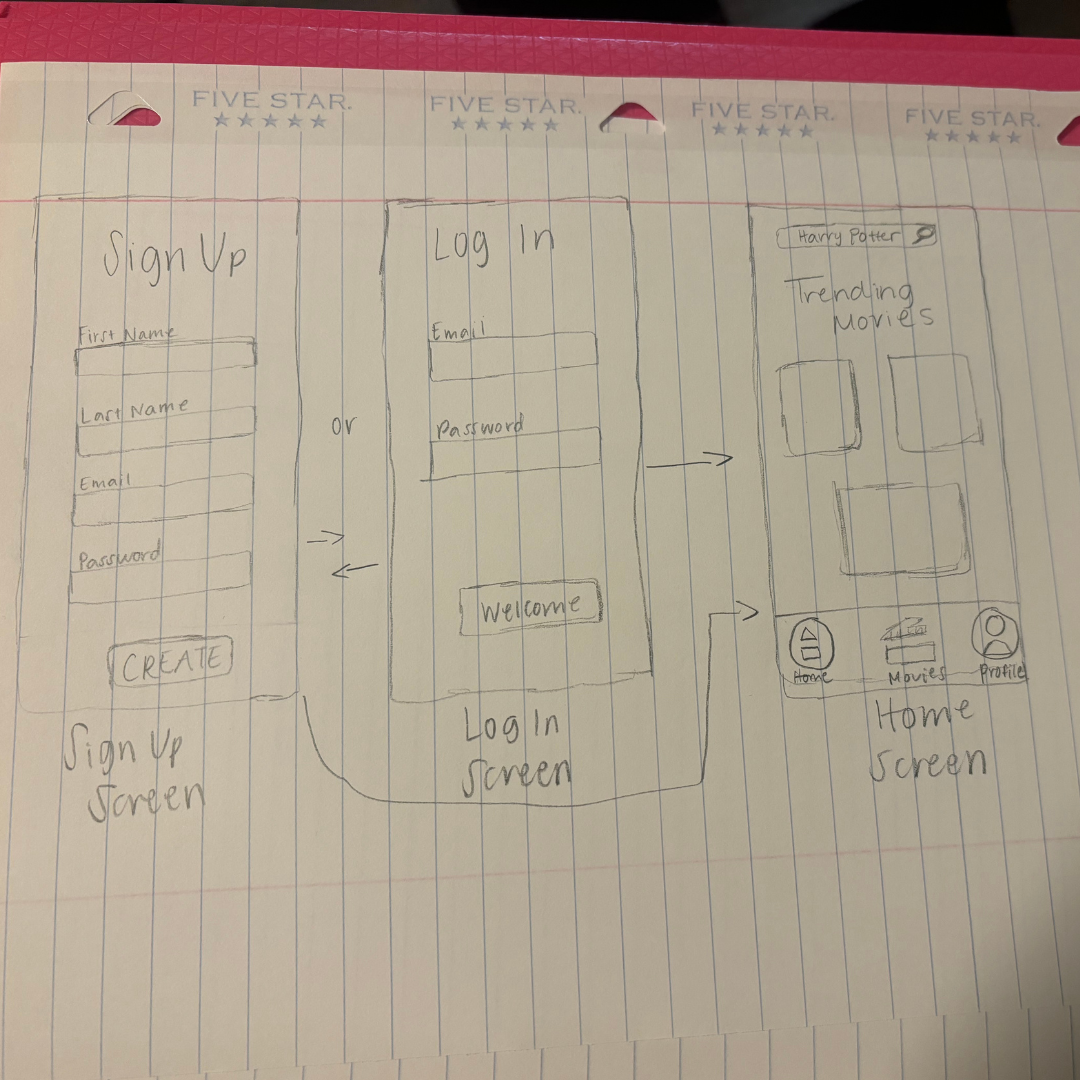 FIVE STAR.
FIVE STAR.
FIVE STAR.
FIVE STAR.
Sign Up
First Name
Last Name
Email
Password
CREATE
Sign Up
Screen
or
Log In
Email
Password
Welcome
Log In
Screen
Harry Potter
Trending
Movies
Home
Movies
Profile
Home
Screen